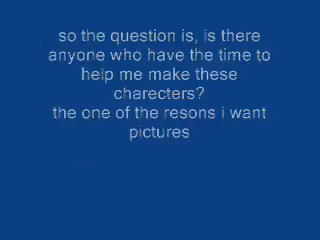 so the question is, is there
anyone who have the time to
help me make these
charecters?
the one of the resons i want
pictures